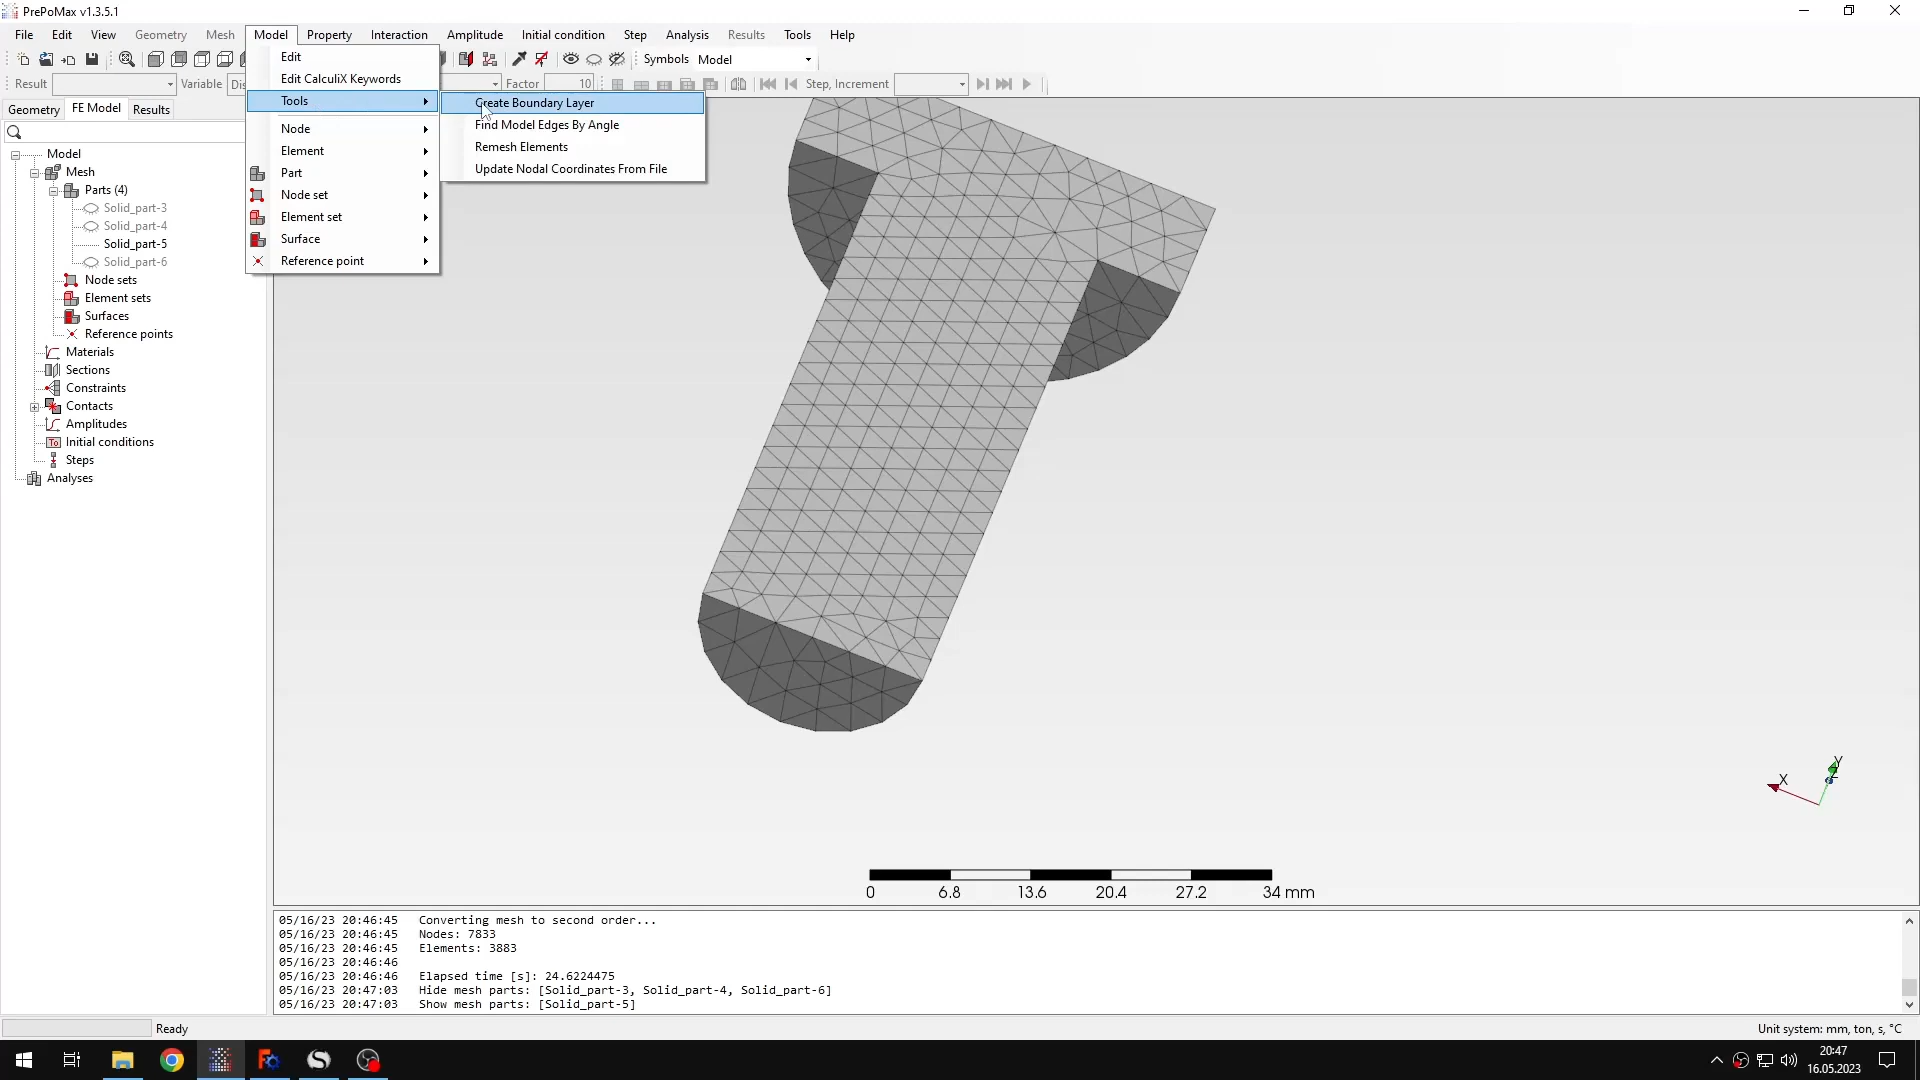 PrePoMax v1.3.5.1
File Edit View Geometry Mesh Model Property Interaction Amplitude Initial condition Step Analysis Results Tools Help
Symbols Model
Result Variable Dis Factor 10 Step, Increment
Geometry FE Model Results
Edit
Edit CalculiX Keywords
Tools
Node
Element
Part
Node set
Element set
Surface
Reference point
Create Boundary Layer
Find Model Edges By Angle
Remesh Elements
Update Nodal Coordinates From File
Model
Mesh
Parts (4)
Solid_part-3
Solid_part-4
Solid_part-5
Solid_part-6
Node sets
Element sets
Surfaces
Reference points
Materials
Sections
Constraints
Contacts
Amplitudes
Initial conditions
Steps
Analyses
X Y Z
0 6.8 13.6 20.4 27.2 34 mm
05/16/23 20:46:45 Converting mesh to second order...
05/16/23 20:46:45 Nodes: 7833
05/16/23 20:46:45 Elements: 3883
05/16/23 20:46:46
05/16/23 20:46:46 Elapsed time [s]: 24.6224475
05/16/23 20:47:03 Hide mesh parts: [Solid_part-3, Solid_part-4, Solid_part-6]
05/16/23 20:47:03 Show mesh parts: [Solid_part-5]
Ready
Unit system: mm, ton, s, °C
20:47
16.05.2023